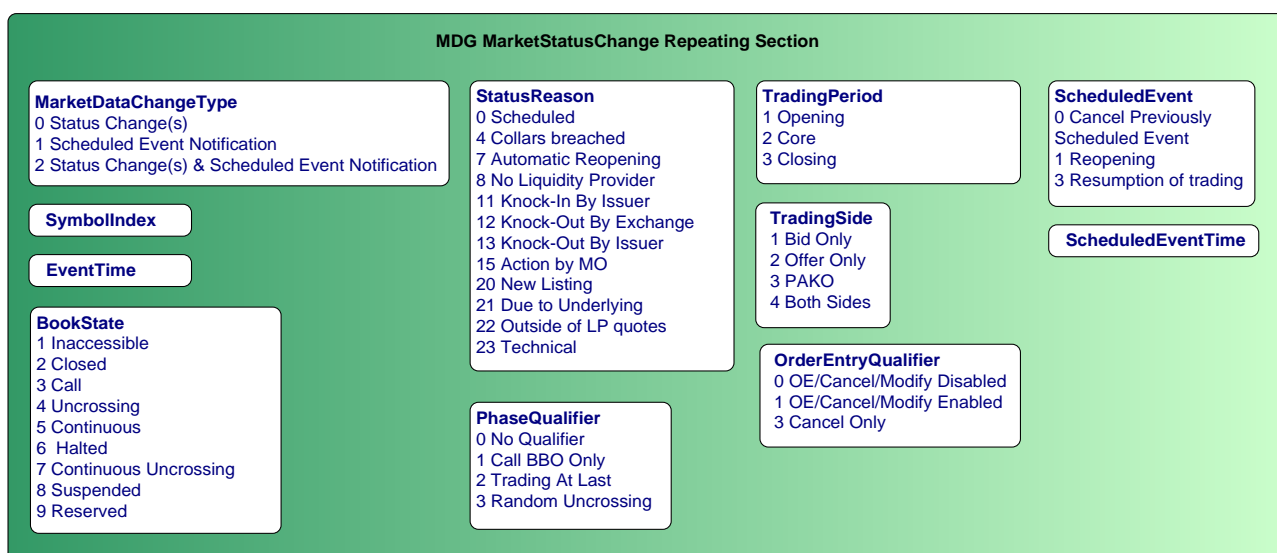 MDG MarketStatusChange Repeating Section
MarketDataChangeType
0 Status Change(s)
1 Scheduled Event Notification
2 Status Change(s) & Scheduled Event Notification
SymbolIndex
EventTime
BookState
1 Inaccessible
2 Closed
3 Call
4 Uncrossing
5 Continuous
6 Halted
7 Continuous Uncrossing
8 Suspended
9 Reserved
StatusReason
0 Scheduled
4 Collars breached
7 Automatic Reopening
8 No Liquidity Provider
11 Knock-In By Issuer
12 Knock-Out By Exchange
13 Knock-Out By Issuer
15 Action by MO
20 New Listing
21 Due to Underlying
22 Outside of LP quotes
23 Technical
PhaseQualifier
0 No Qualifier
1 Call BBO Only
2 Trading At Last
3 Random Uncrossing
TradingPeriod
1 Opening
2 Core
3 Closing
TradingSide
1 Bid Only
2 Offer Only
3 PAKO
4 Both Sides
OrderEntryQualifier
0 OE/Cancel/Modify Disabled
1 OE/Cancel/Modify Enabled
3 Cancel Only
ScheduledEvent
0 Cancel Previously
Scheduled Event
1 Reopening
3 Resumption of trading
ScheduledEventTime